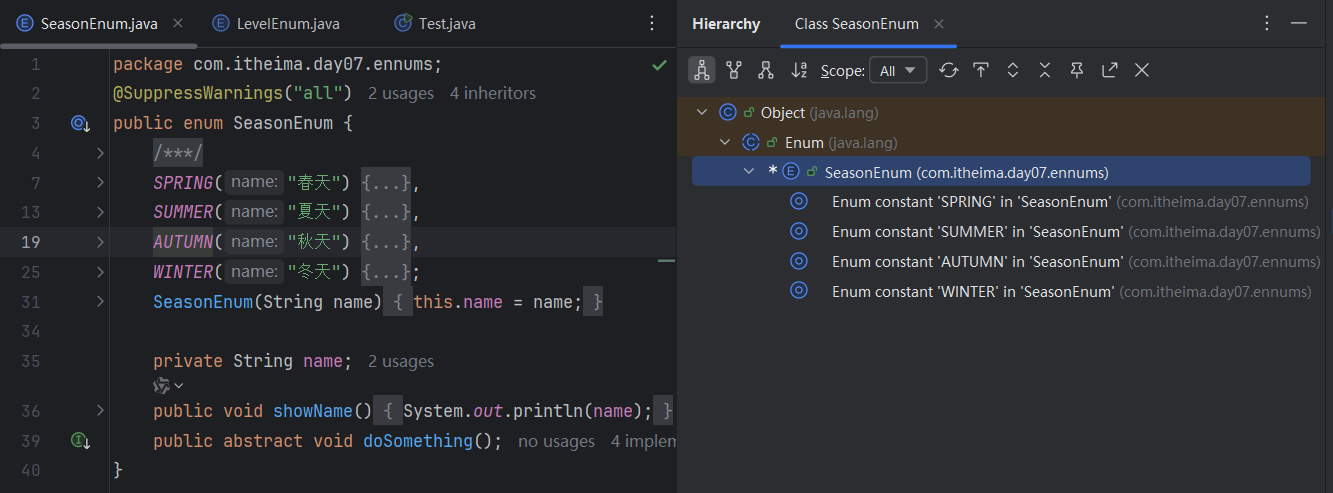 SeasonEnum.java
LevelEnum.java
Test.java
1 package com.itheima.day07.ennums;
2 @SuppressWarnings("all") 2 usages 4 inheritors
3 public enum SeasonEnum {
4 /***/
7 SPRING( name: "春天") {...},
13 SUMMER( name: "夏天") {...},
19 AUTUMN( name: "秋天") {...},
25 WINTER( name: "冬天") {...};
31 SeasonEnum(String name) { this.name = name; }
34
35 private String name; 2 usages
36 public void showName() { System.out.println(name); }
39 public abstract void doSomething(); no usages 4 implem
40 }
Hierarchy Class SeasonEnum
Scope: All
Object (java.lang)
Enum (java.lang)
* SeasonEnum (com.itheima.day07.ennums)
Enum constant 'SPRING' in 'SeasonEnum' (com.itheima.day07.ennums)
Enum constant 'SUMMER' in 'SeasonEnum' (com.itheima.day07.ennums)
Enum constant 'AUTUMN' in 'SeasonEnum' (com.itheima.day07.ennums)
Enum constant 'WINTER' in 'SeasonEnum' (com.itheima.day07.ennums)